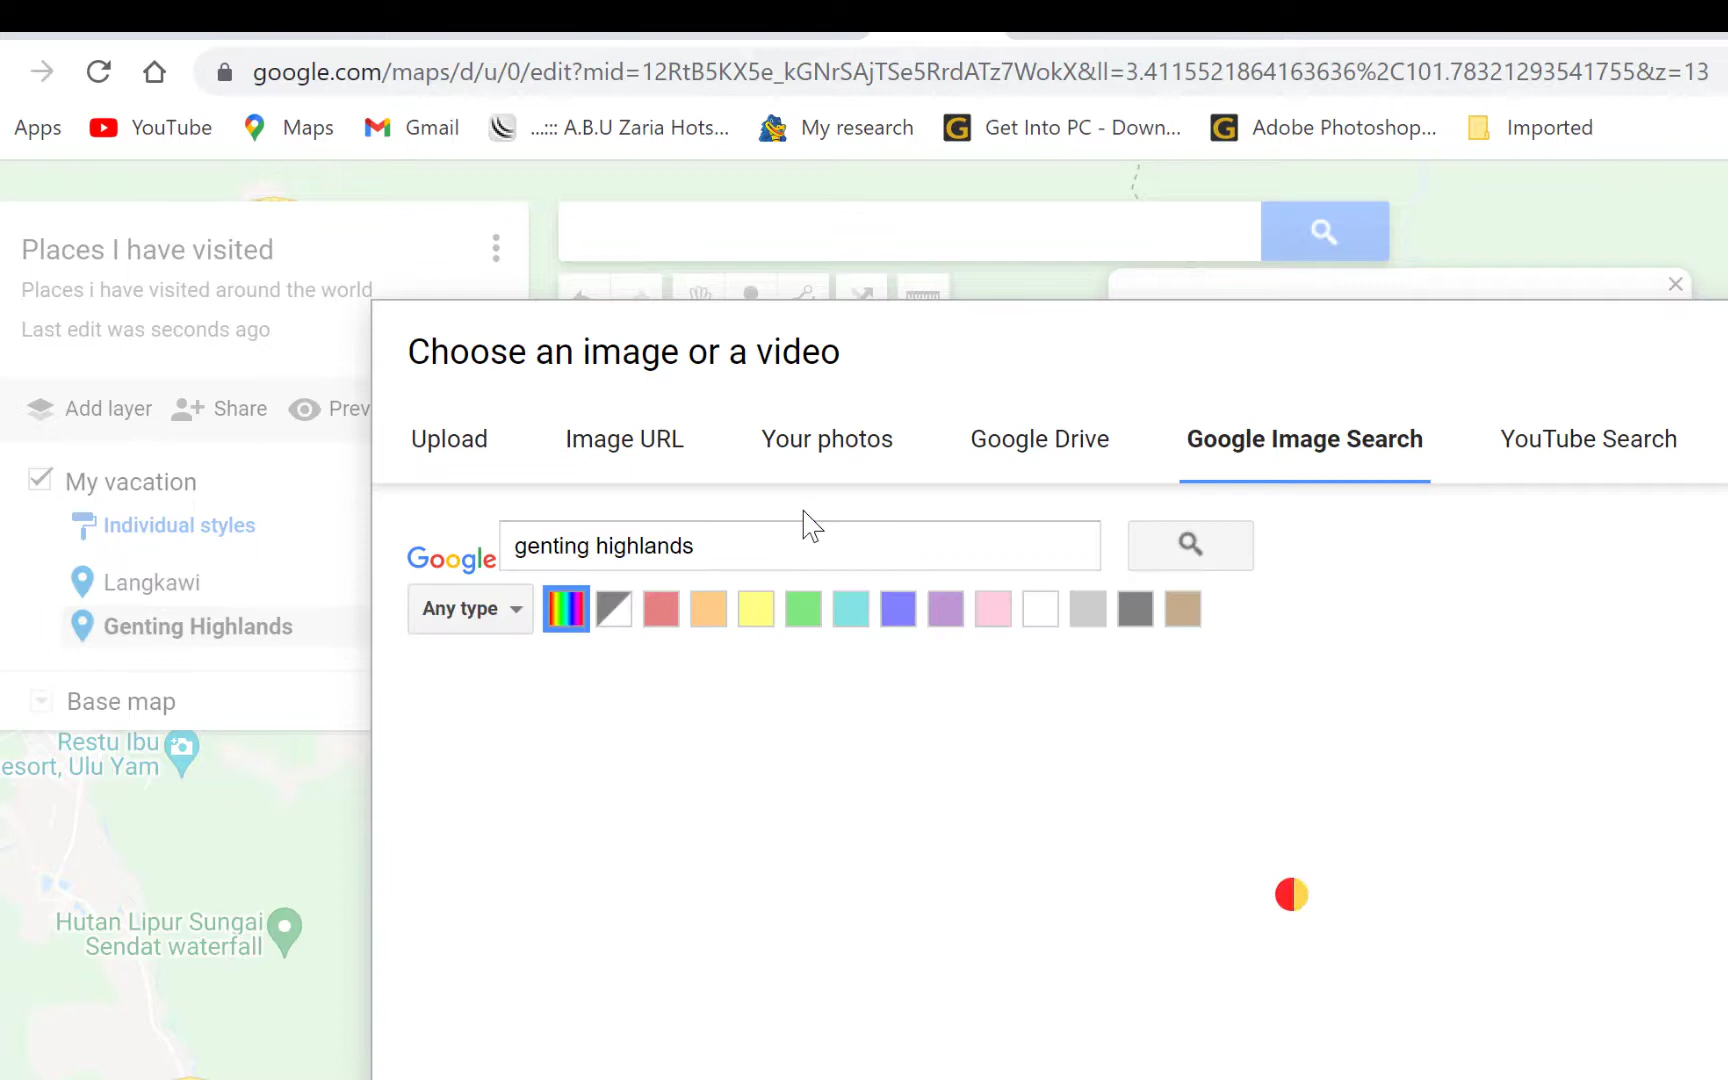 google.com/maps/d/u/0/edit?mid=12RtB5KX5e_kGNrSAjTSe5RrdATz7WokX&ll=3.4115521864163636%2C101.78321293541755&z=13
Apps YouTube Maps Gmail ...::: A.B.U Zaria Hots... My research Get Into PC - Down... Adobe Photoshop... Imported
Places I have visited
Places i have visited around the world
Last edit was seconds ago
Add layer Share Prev
My vacation
Individual styles
Langkawi
Genting Highlands
Base map
Restu Ibu
esort, Ulu Yam
Hutan Lipur Sungai
Sendat waterfall
Choose an image or a video
Upload Image URL Your photos Google Drive Google Image Search YouTube Search
Google genting highlands
Any type